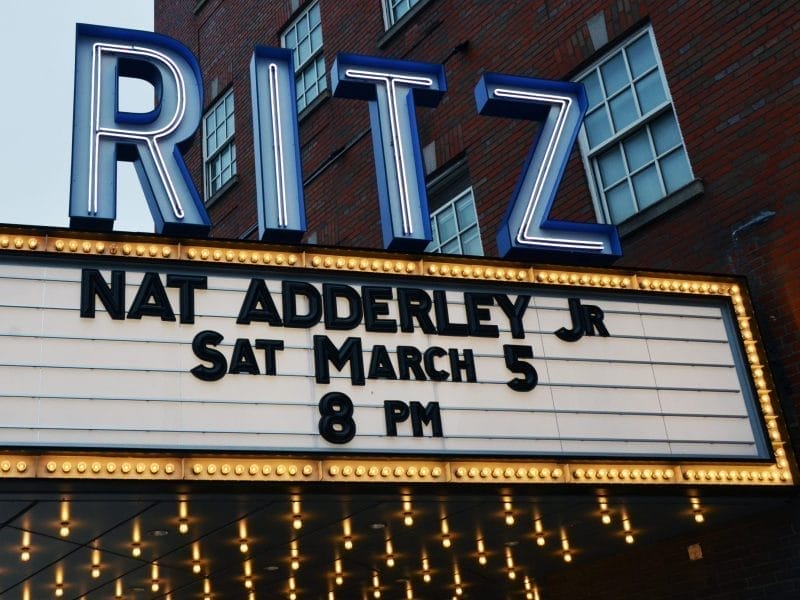 RITZ
NAT ADDERLEY JR
SAT MARCH 5
8 PM